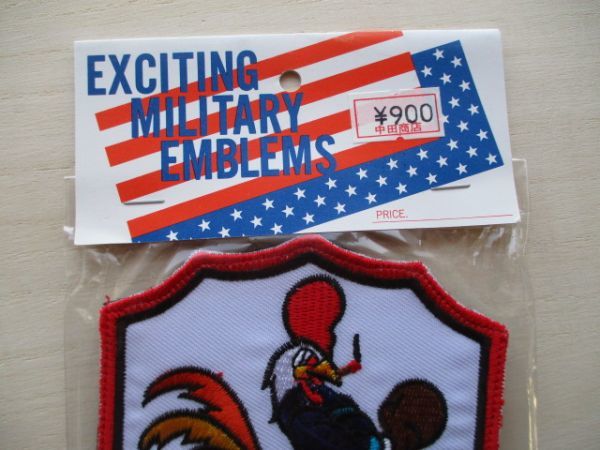 EXCITING
MILITARY
EMBLEMS
¥900
中田商店
PRICE.